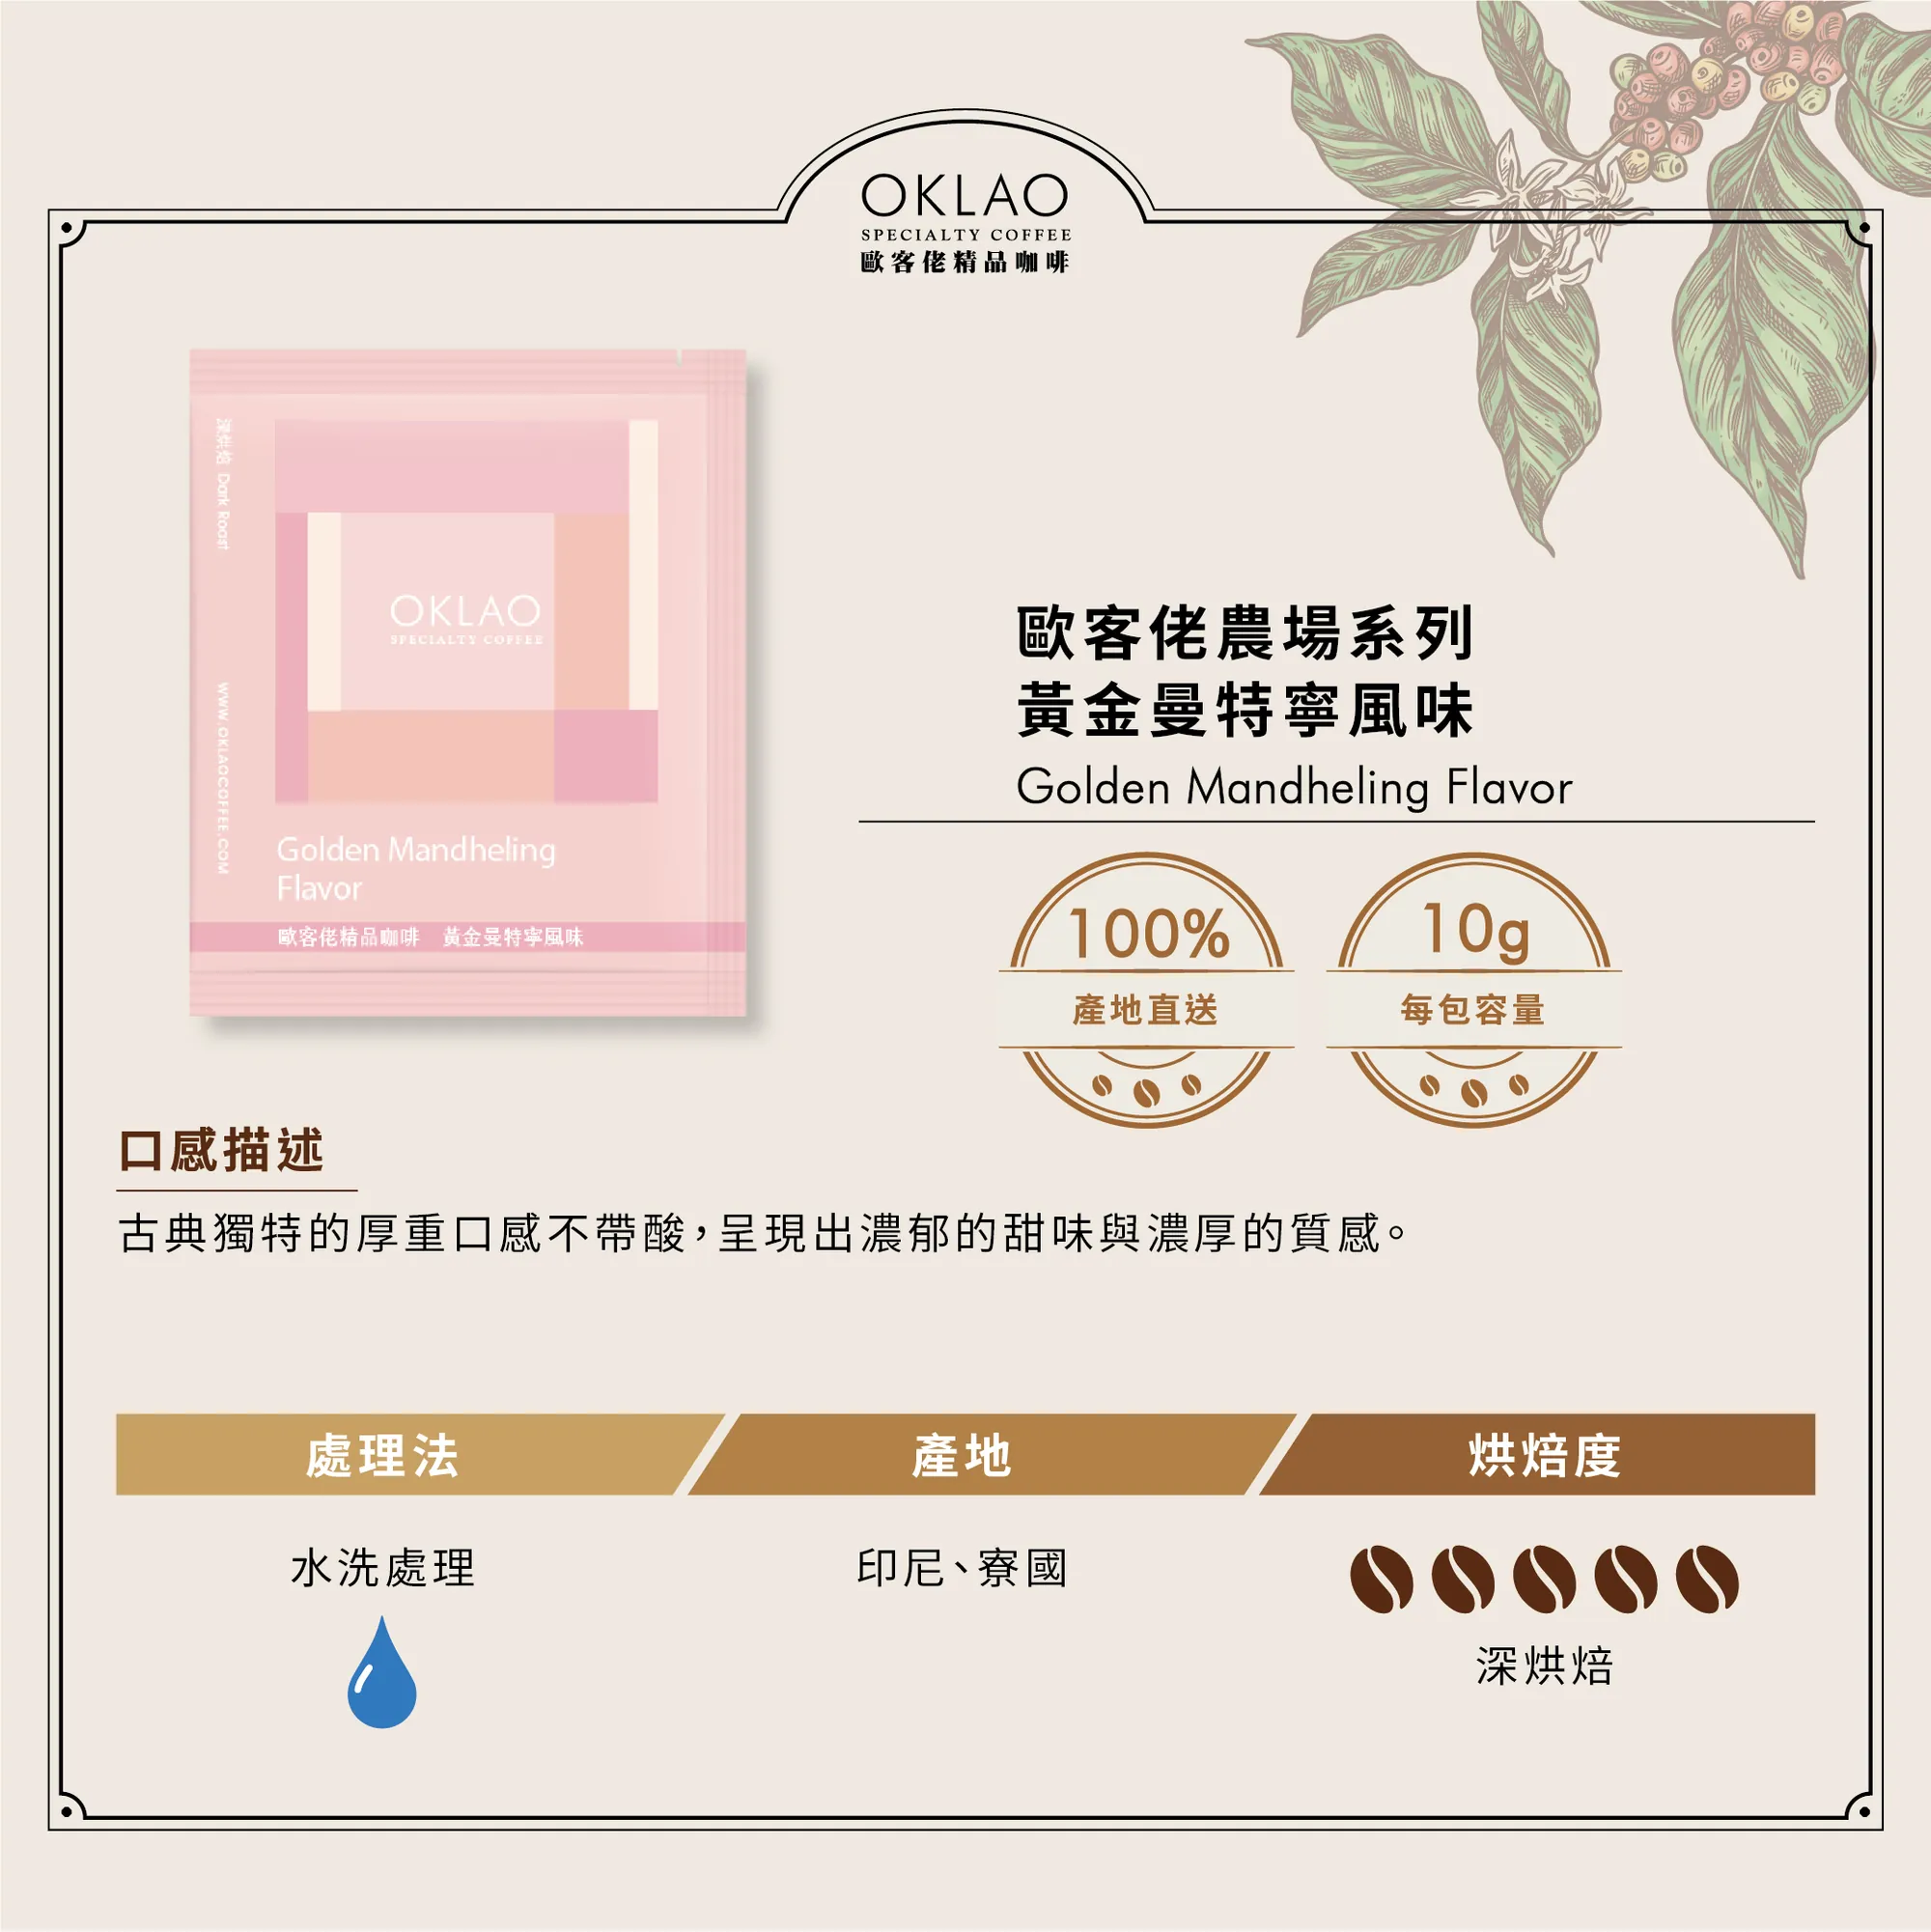 OKLAO
SPECIALTY COFFEE
歐客佬精品咖啡
深烘焙 Dark Roast
WWW.OKLAOCOFFEE.COM
OKLAO
SPECIALTY COFFEE
Golden Mandheling
Flavor
歐客佬精品咖啡 黃金曼特寧風味
歐客佬農場系列
黃金曼特寧風味
Golden Mandheling Flavor
100%
產地直送
10g
每包容量
口感描述
古典獨特的厚重口感不帶酸，呈現出濃郁的甜味與濃厚的質感。
處理法
產地
烘焙度
水洗處理
印尼、寮國
深烘焙